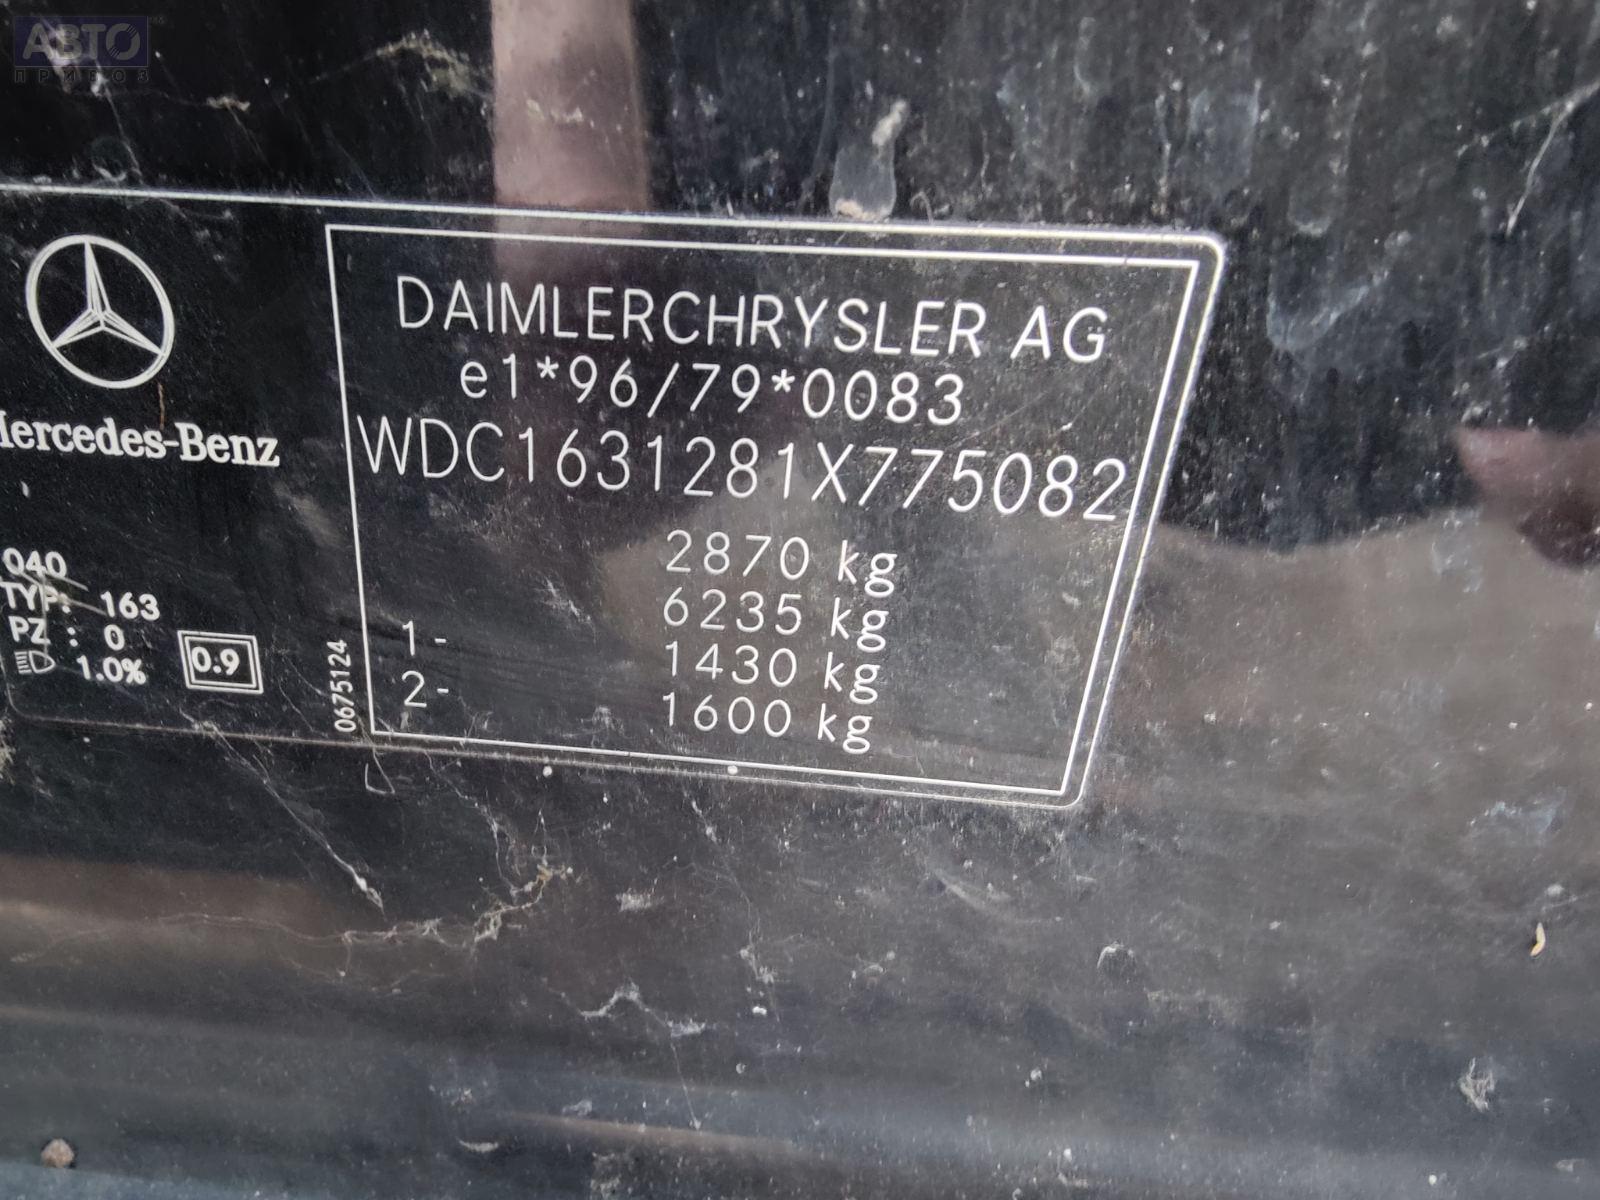 АВТО
ПРИВОЗ
DAIMLERCHRYSLER AG
e1*96/79*0083
WDC1631281X775082
2870 kg
6235 kg
1- 1430 kg
2- 1600 kg
Mercedes-Benz
040
TYP: 163
PZ : 0
1.0%
0.9
0675124